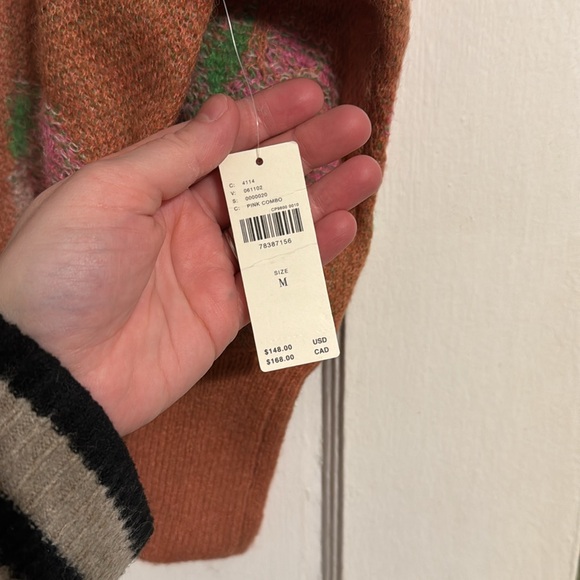 C: 4114
V: 061102
S: 0000020
C: PINK COMBO
78387156
SIZE
M
$148.00 USD
$168.00 CAD